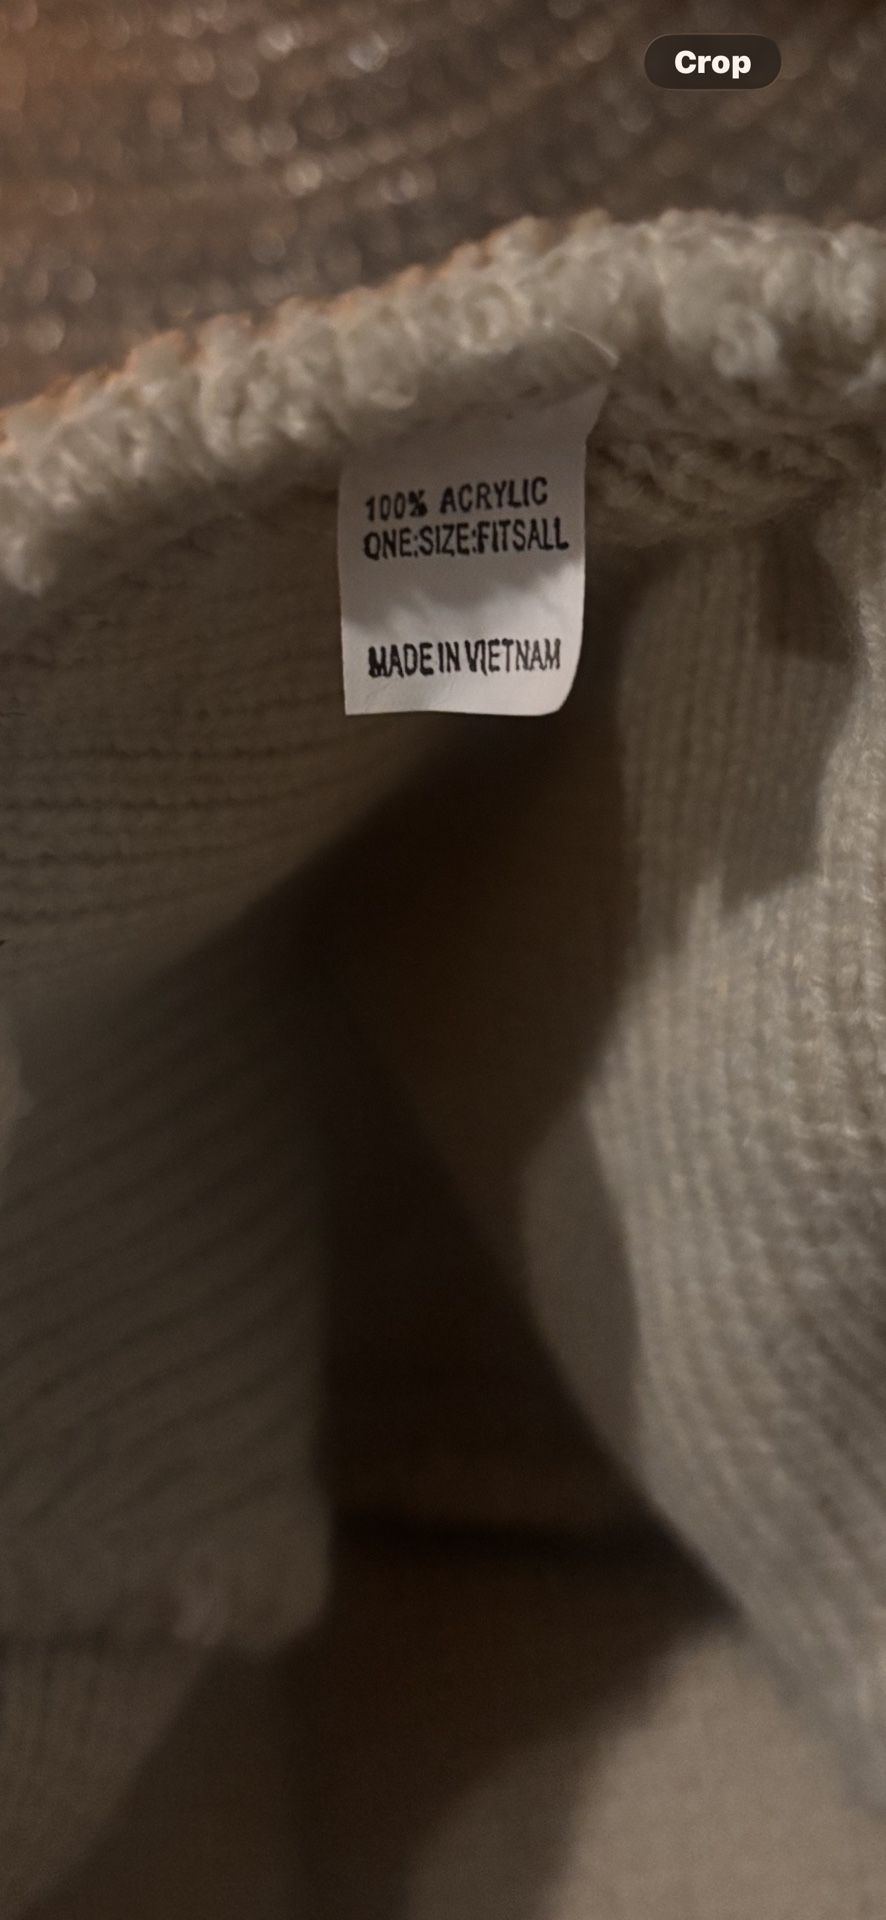 Crop
100% ACRYLIC
ONE:SIZE:FITSALL
MADE IN VIETNAM